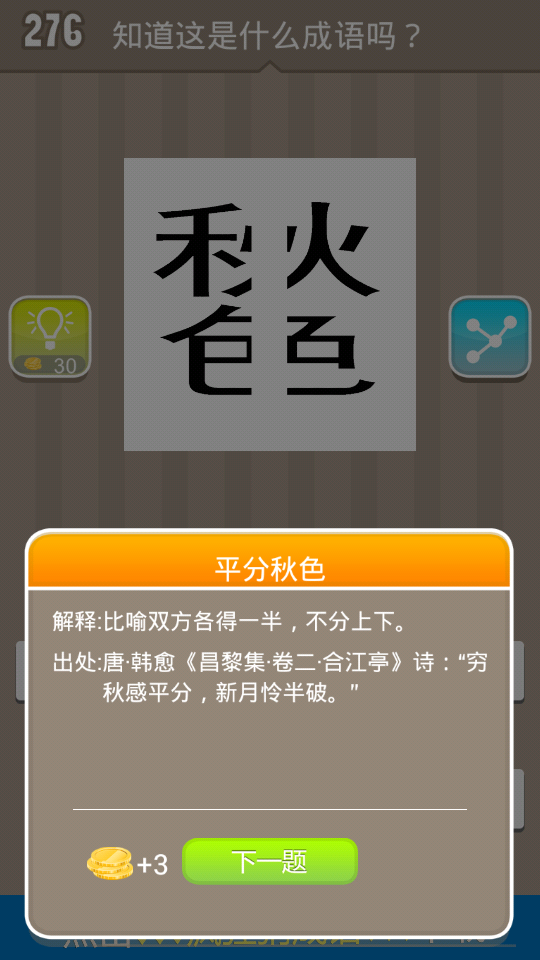 276 知道这是什么成语吗？
秋
色
30
平分秋色
解释:比喻双方各得一半，不分上下。
出处:唐·韩愈《昌黎集·卷二·合江亭》诗：“穷
秋感平分，新月怜半破。”
+3 下一题